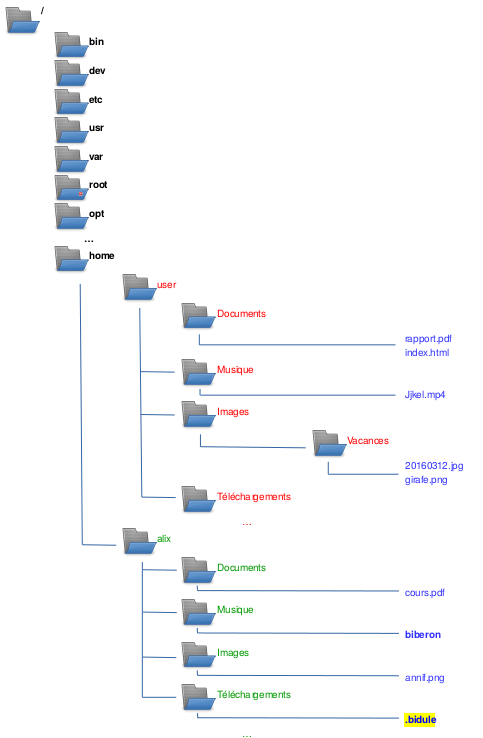 /
bin
dev
etc
usr
var
root
opt
...
home
user
Documents
rapport.pdf
index.html
Musique
Jjkel.mp4
Images
Vacances
20160312.jpg
girafe.png
Téléchargements
...
alix
Documents
cours.pdf
Musique
biberon
Images
annif.png
Téléchargements
.bidule
...